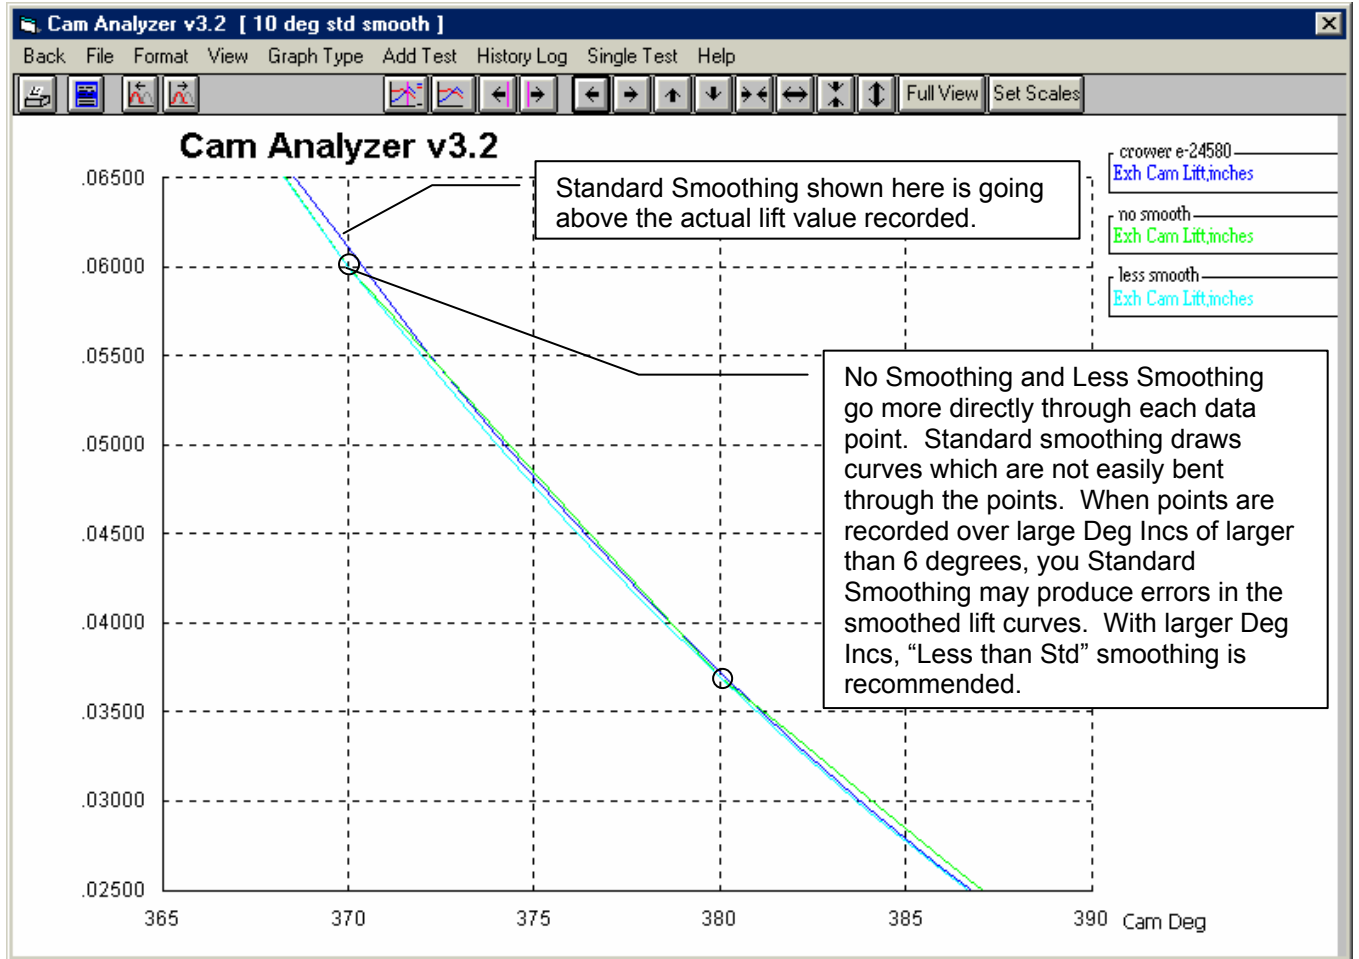 Cam Analyzer v3.2  [ 10 deg std smooth ]
Back File Format View Graph Type Add Test History Log Single Test Help
Full View Set Scales
Cam Analyzer v3.2
crower e-24580
Exh Cam Lift,inches
no smooth
Exh Cam Lift,inches
less smooth
Exh Cam Lift,inches
Standard Smoothing shown here is going
above the actual lift value recorded.
No Smoothing and Less Smoothing
go more directly through each data
point.  Standard smoothing draws
curves which are not easily bent
through the points.  When points are
recorded over large Deg Incs of larger
than 6 degrees, you Standard
Smoothing may produce errors in the
smoothed lift curves.  With larger Deg
Incs, “Less than Std” smoothing is
recommended.
.06500
.06000
.05500
.05000
.04500
.04000
.03500
.03000
.02500
365 370 375 380 385 390 Cam Deg